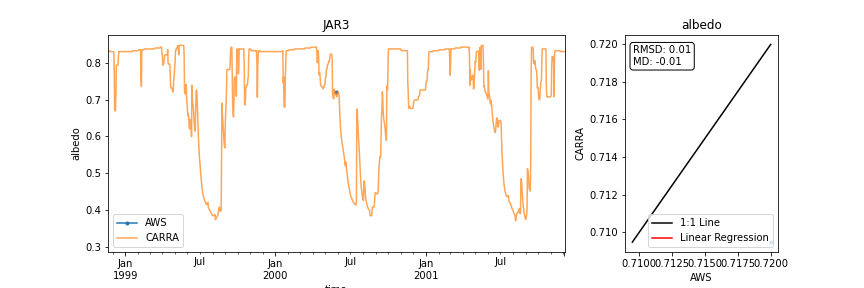 JAR3
albedo
0.8
0.7
0.6
0.5
0.4
0.3
albedo
AWS
CARRA
Jan
1999
Jul
Jan
2000
Jul
Jan
2001
Jul
time
0.720
0.718
0.716
0.714
0.712
0.710
CARRA
RMSD: 0.01
MD: -0.01
1:1 Line
Linear Regression
0.7100 0.7125 0.7150 0.7175 0.7200
AWS